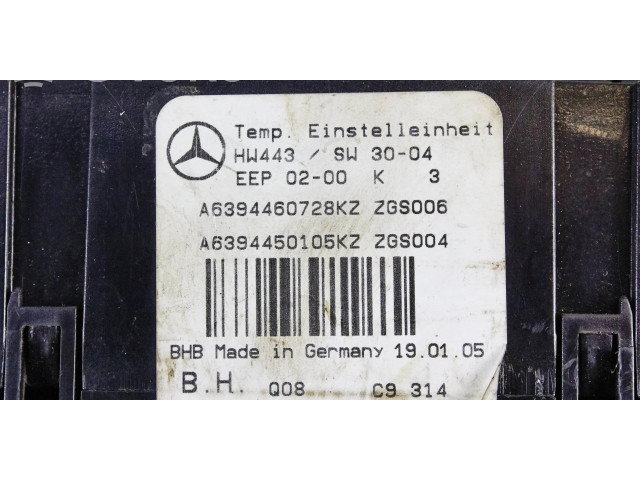 Temp. Einstelleinheit
HW443 / SW 30-04
EEP 02-00 K 3
A6394460728KZ ZGS006
A6394450105KZ ZGS004
BHB Made in Germany 19.01.05
B.H. Q08 C9 314